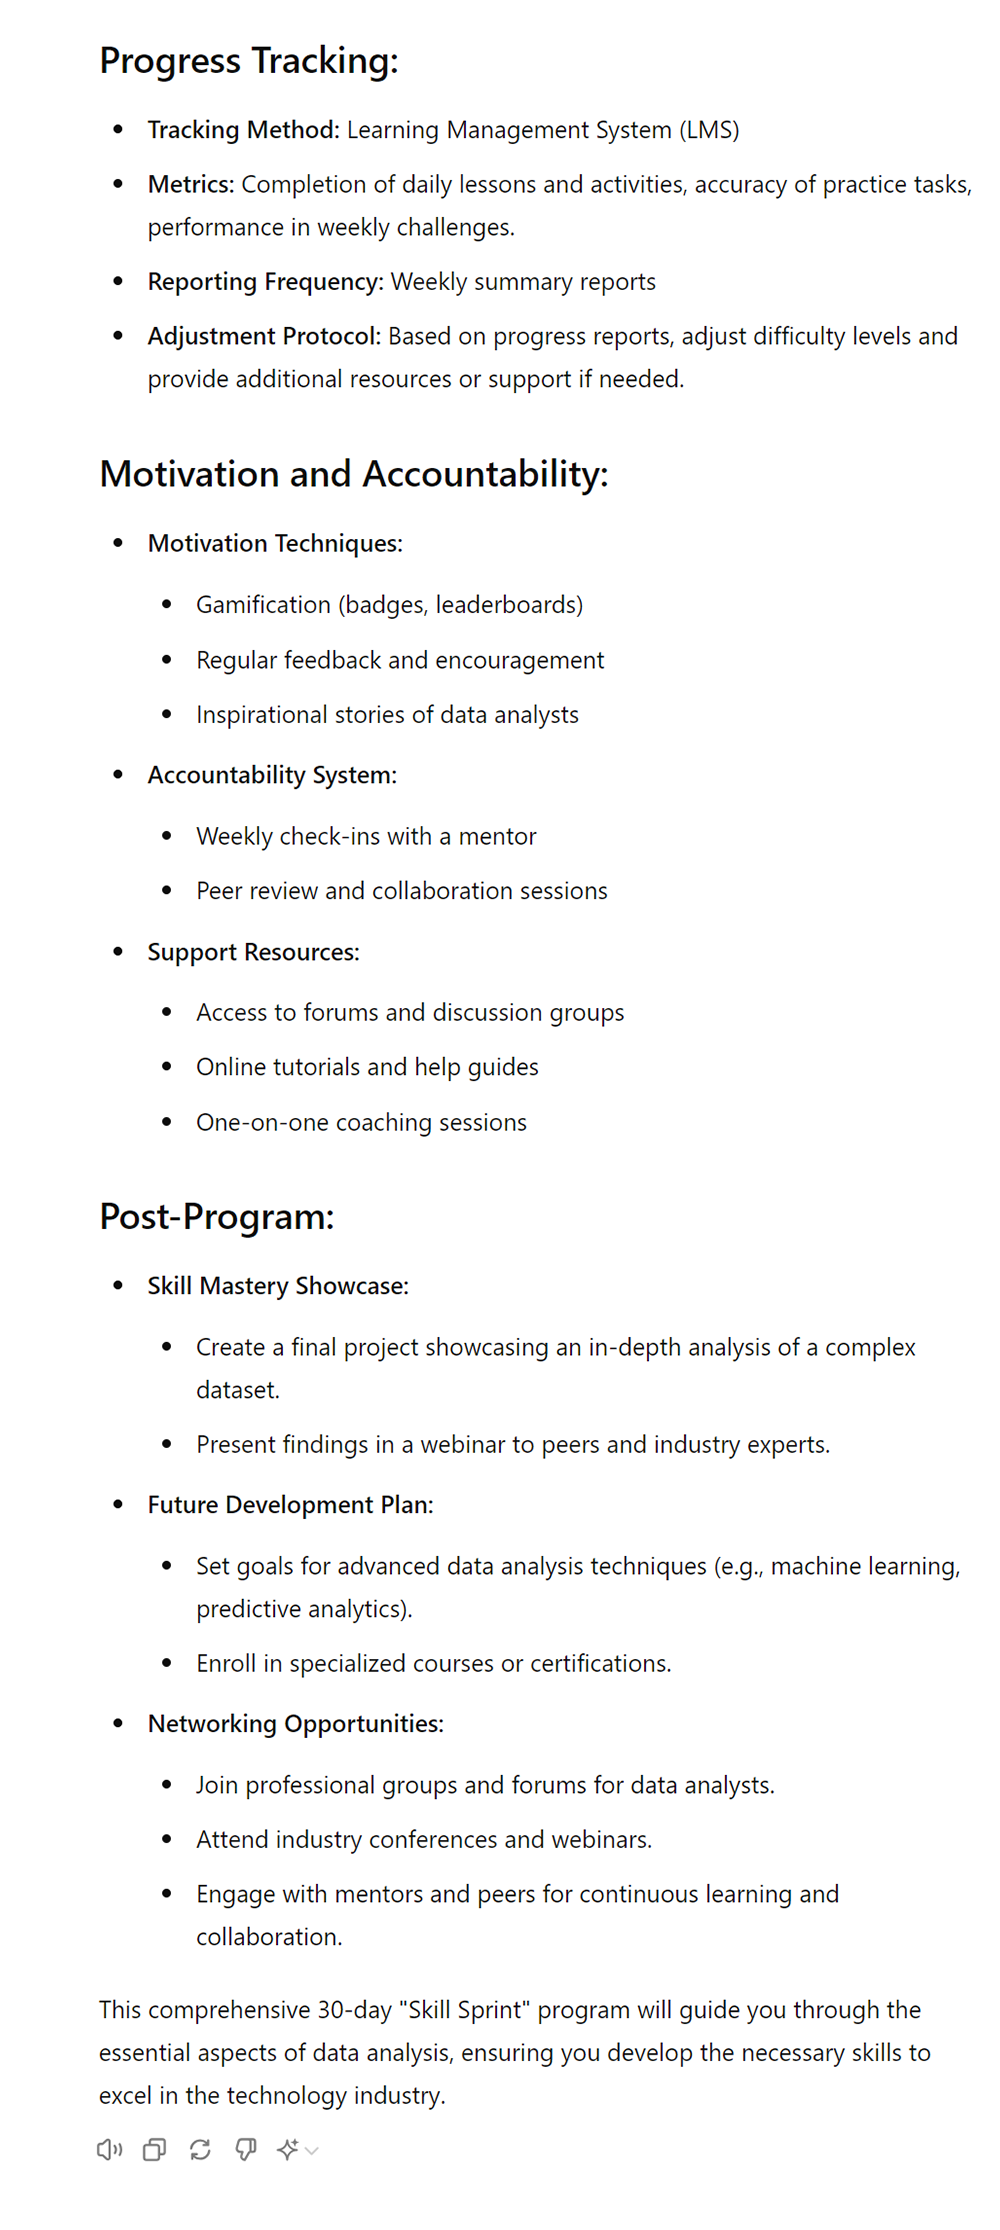 Progress Tracking:
• Tracking Method: Learning Management System (LMS)
• Metrics: Completion of daily lessons and activities, accuracy of practice tasks,
performance in weekly challenges.
• Reporting Frequency: Weekly summary reports
• Adjustment Protocol: Based on progress reports, adjust difficulty levels and
provide additional resources or support if needed.
Motivation and Accountability:
• Motivation Techniques:
• Gamification (badges, leaderboards)
• Regular feedback and encouragement
• Inspirational stories of data analysts
• Accountability System:
• Weekly check-ins with a mentor
• Peer review and collaboration sessions
• Support Resources:
• Access to forums and discussion groups
• Online tutorials and help guides
• One-on-one coaching sessions
Post-Program:
• Skill Mastery Showcase:
• Create a final project showcasing an in-depth analysis of a complex
dataset.
• Present findings in a webinar to peers and industry experts.
• Future Development Plan:
• Set goals for advanced data analysis techniques (e.g., machine learning,
predictive analytics).
• Enroll in specialized courses or certifications.
• Networking Opportunities:
• Join professional groups and forums for data analysts.
• Attend industry conferences and webinars.
• Engage with mentors and peers for continuous learning and
collaboration.
This comprehensive 30-day "Skill Sprint" program will guide you through the
essential aspects of data analysis, ensuring you develop the necessary skills to
excel in the technology industry.